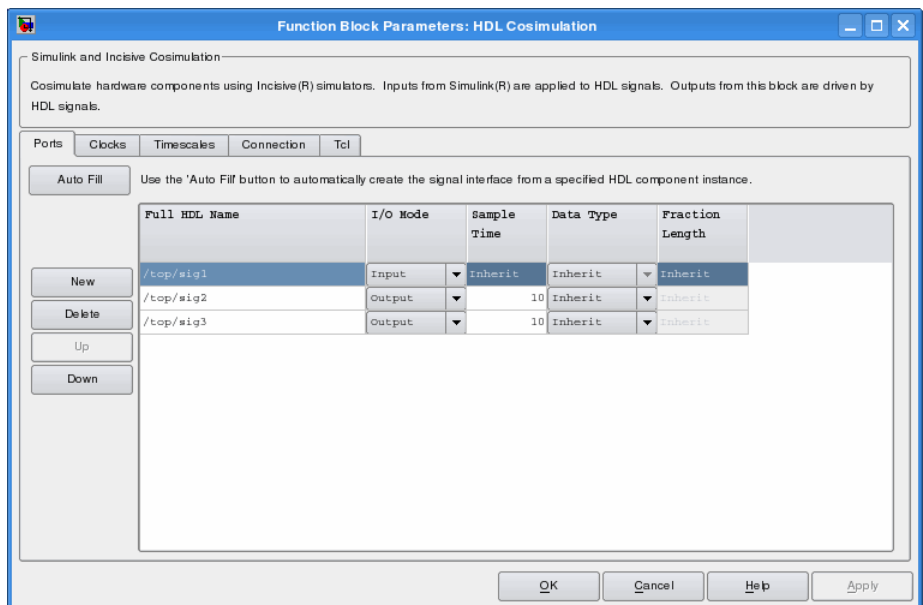 Function Block Parameters: HDL Cosimulation
Simulink and Incisive Cosimulation
Cosimulate hardware components using Incisive(R) simulators. Inputs from Simulink(R) are applied to HDL signals. Outputs from this block are driven by
HDL signals.
Ports Clocks Timescales Connection Tcl
Auto Fill Use the 'Auto Fill' button to automatically create the signal interface from a specified HDL component instance.
Full HDL Name I/O Mode Sample Time Data Type Fraction Length
/top/sig1 Input Inherit Inherit Inherit
/top/sig2 Output 10 Inherit Inherit
/top/sig3 Output 10 Inherit Inherit
New
Delete
Up
Down
OK Cancel Help Apply